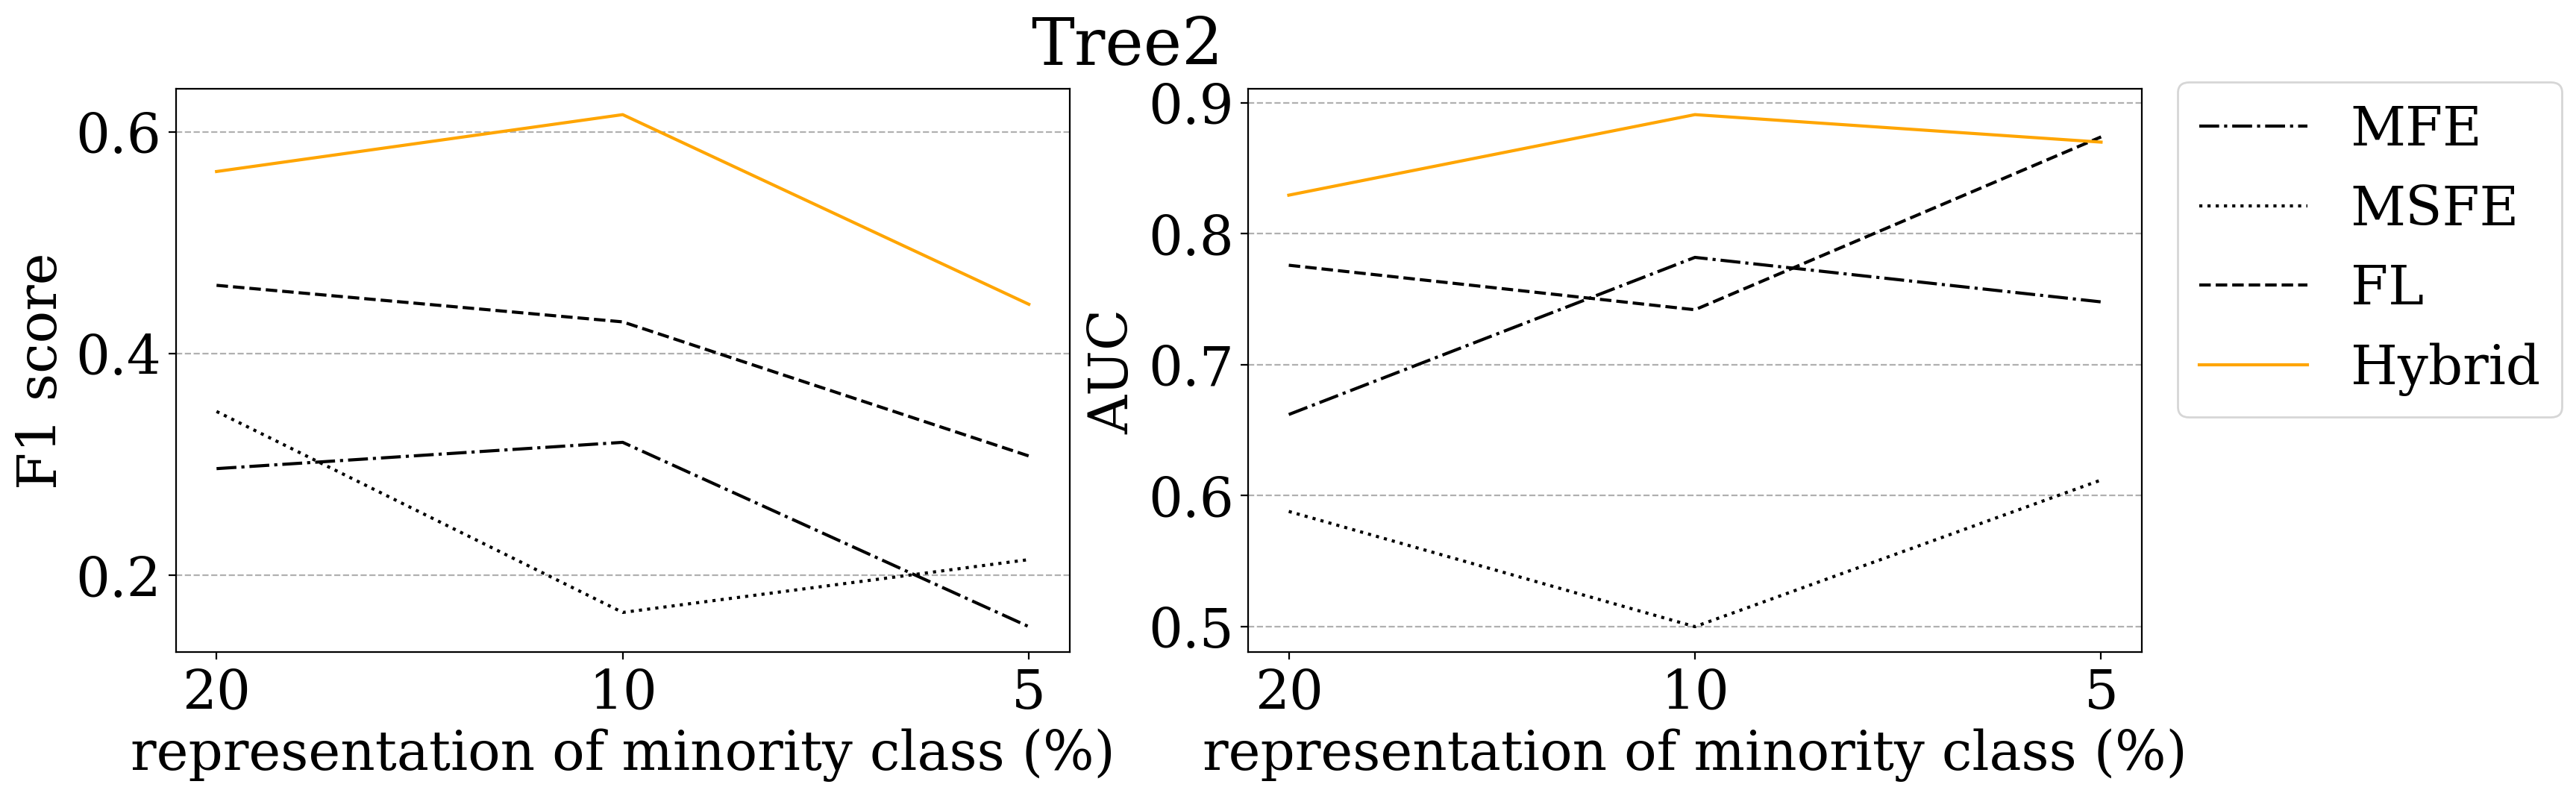 Tree2
F1 score
0.6
0.4
0.2
20 10 5
representation of minority class (%)
AUC
0.9
0.8
0.7
0.6
0.5
20 10 5
representation of minority class (%)
MFE
MSFE
FL
Hybrid